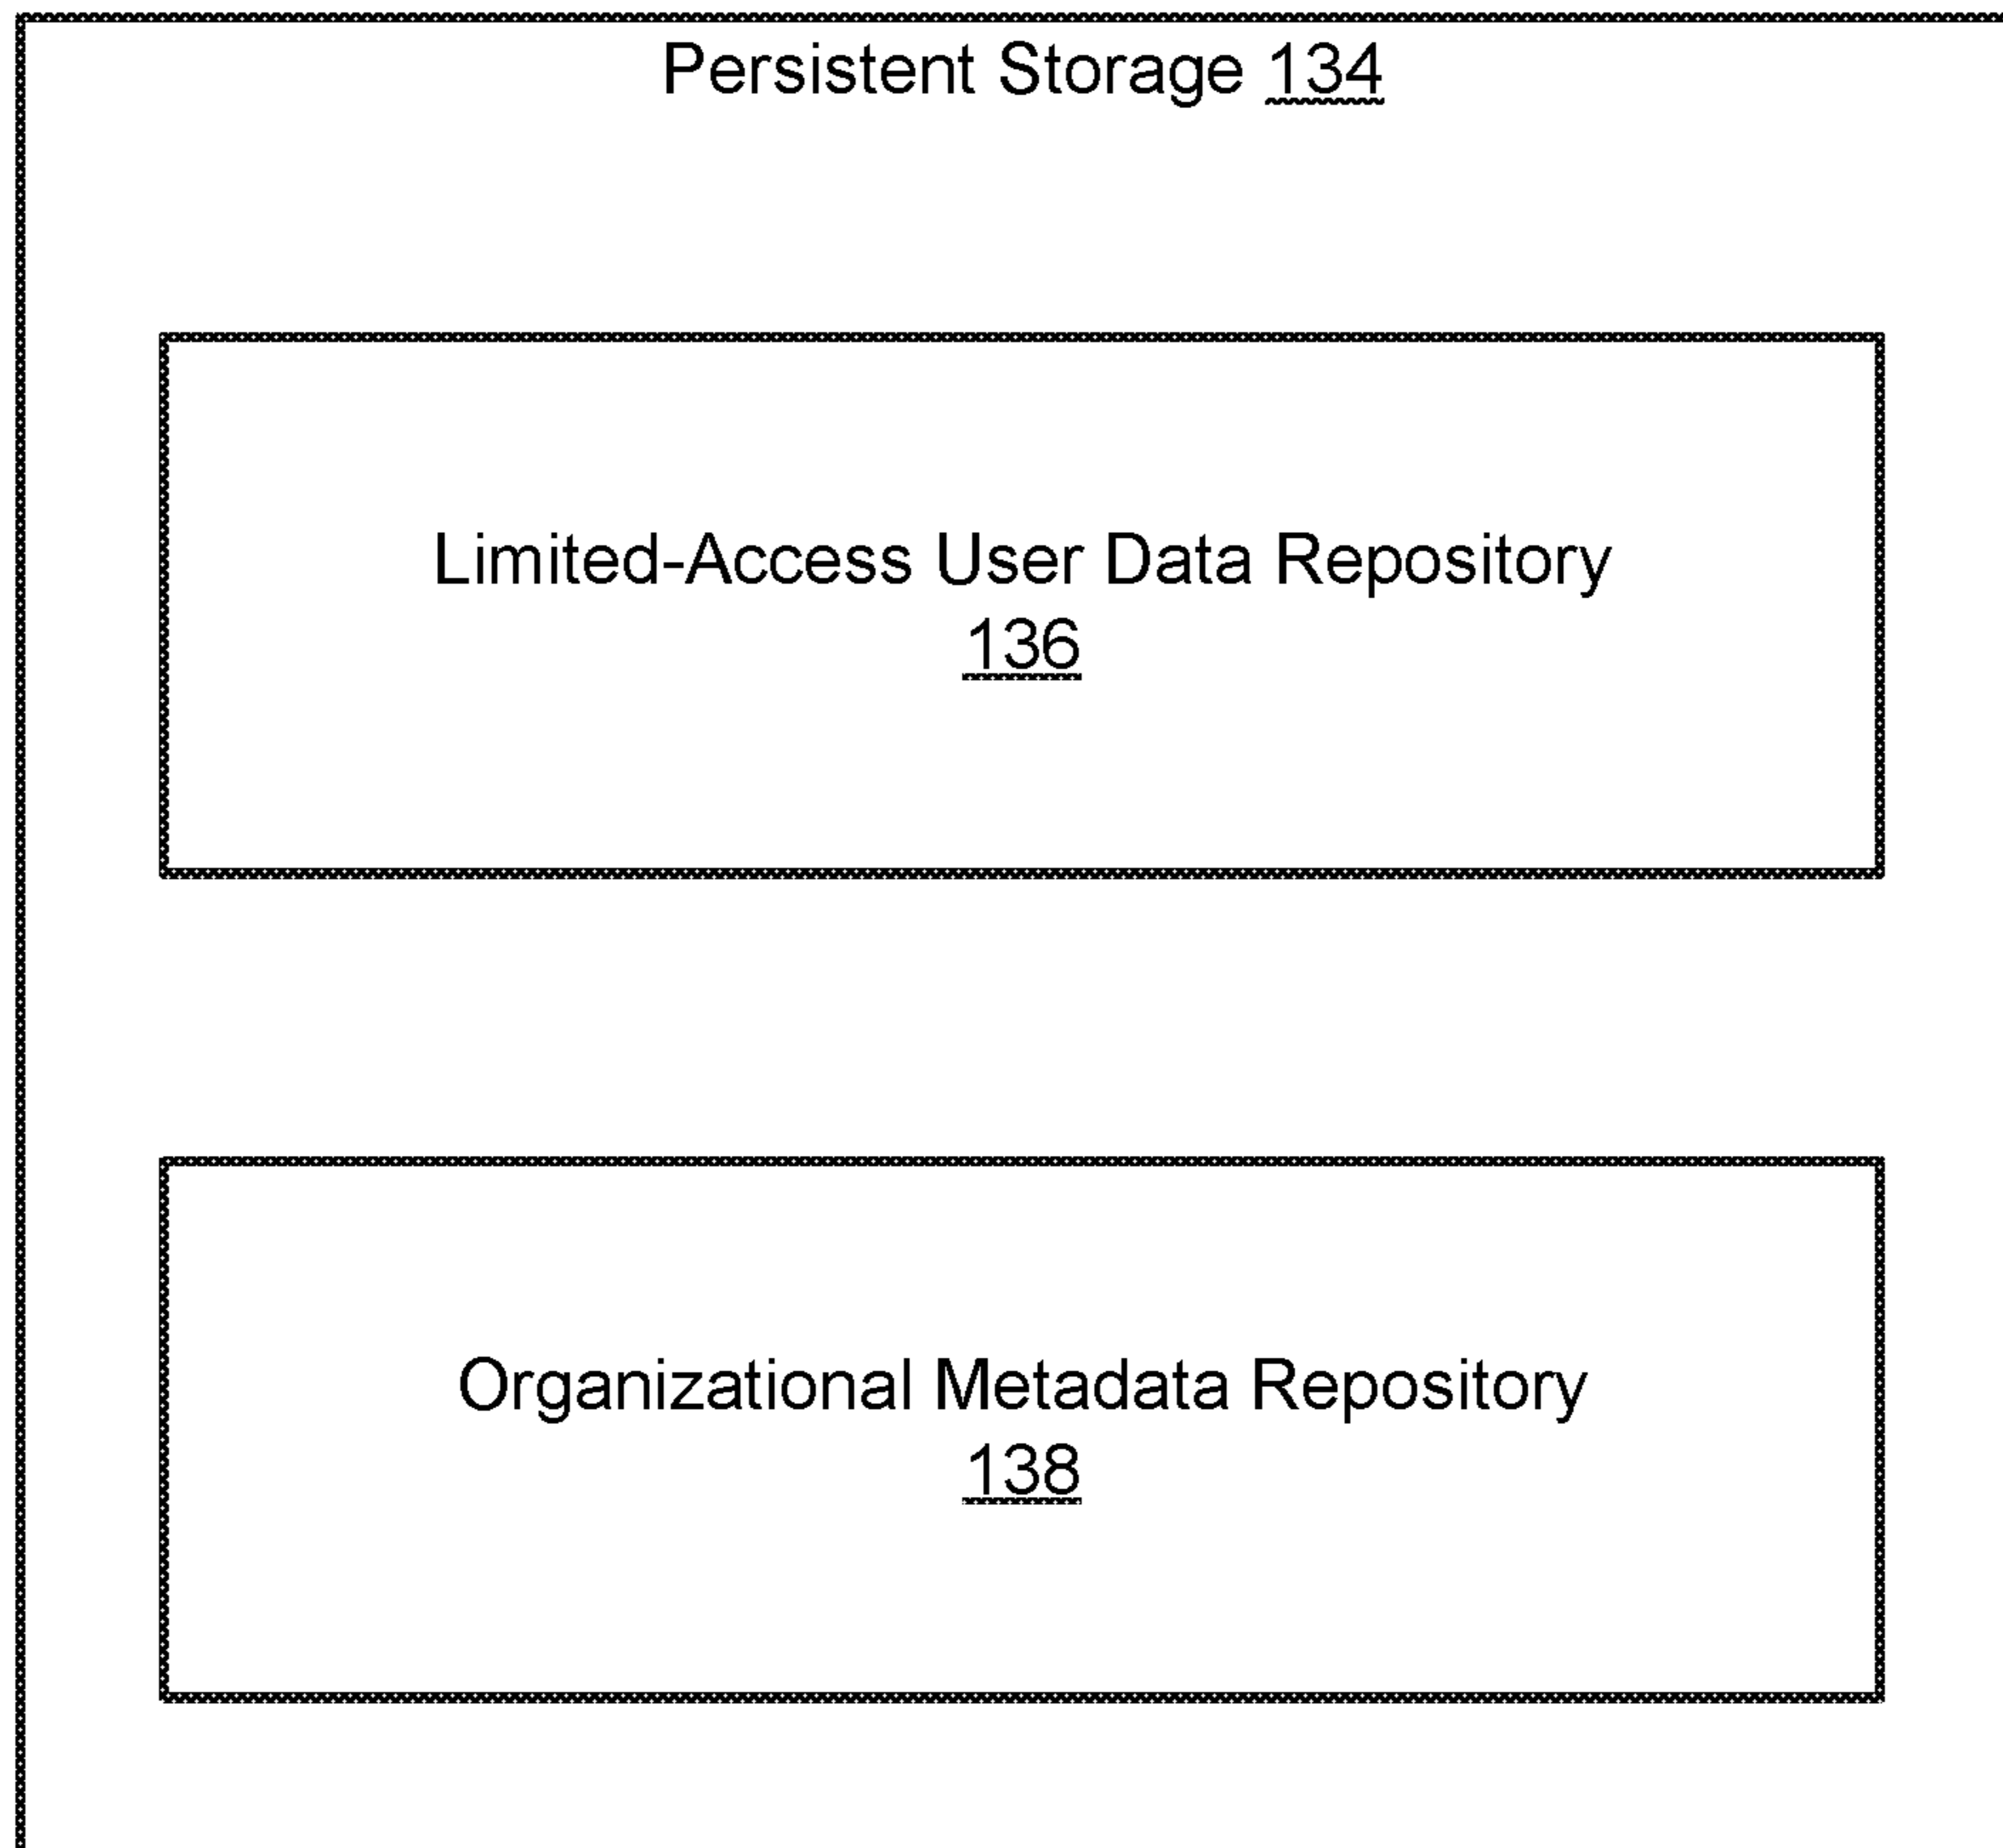 Persistent Storage 134
Limited-Access User Data Repository
136
Organizational Metadata Repository
138